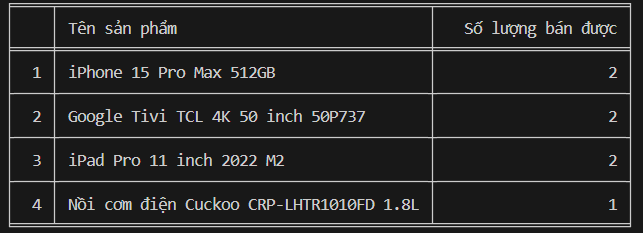 Tên sản phẩm Số lượng bán được
1 iPhone 15 Pro Max 512GB 2
2 Google Tivi TCL 4K 50 inch 50P737 2
3 iPad Pro 11 inch 2022 M2 2
4 Nồi cơm điện Cuckoo CRP-LHTR1010FD 1.8L 1